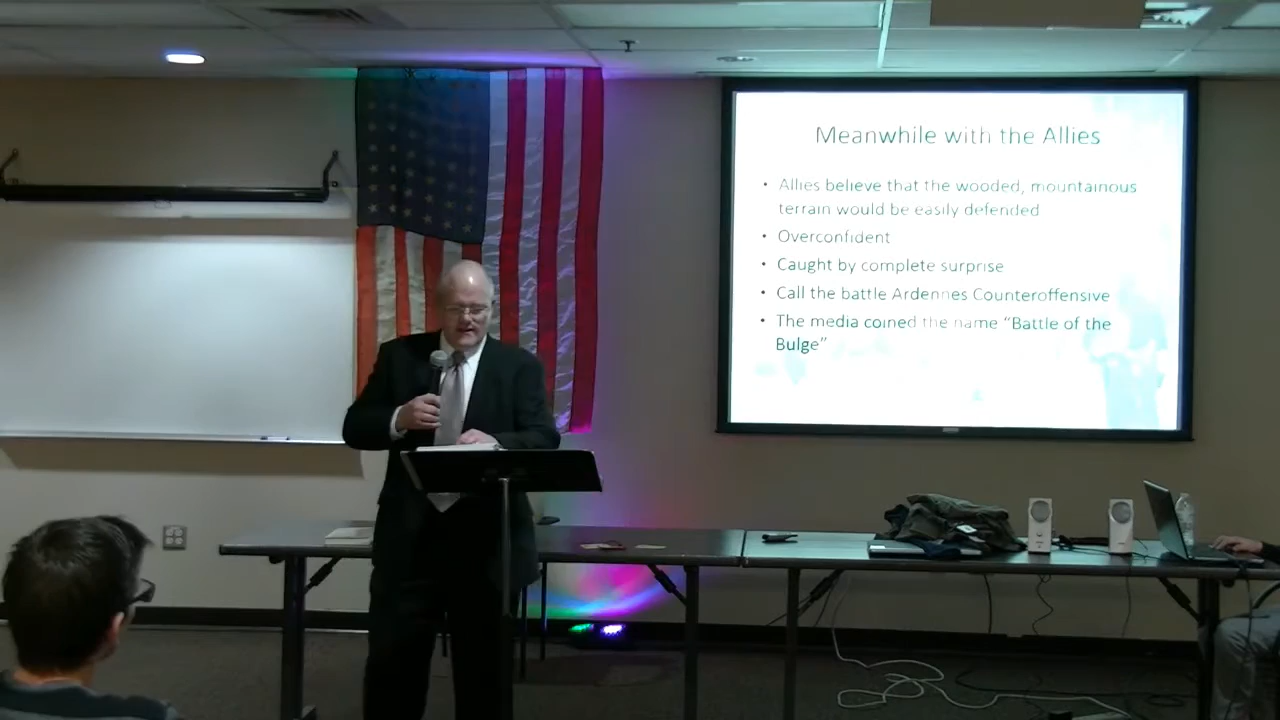 Meanwhile with the Allies
• Allies believe that the wooded, mountainous
terrain would be easily defended
• Overconfident
• Caught by complete surprise
• Call the battle Ardennes Counteroffensive
• The media coined the name “Battle of the
Bulge”